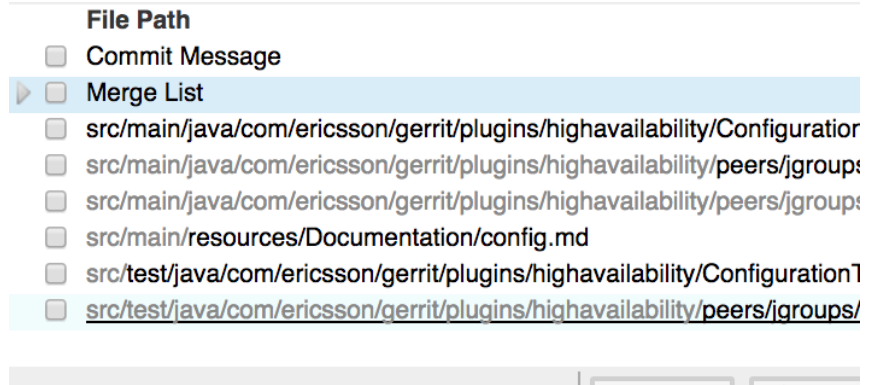 File Path
Commit Message
Merge List
src/main/java/com/ericsson/gerrit/plugins/highavailability/Configuration
src/main/java/com/ericsson/gerrit/plugins/highavailability/peers/jgroups
src/main/java/com/ericsson/gerrit/plugins/highavailability/peers/jgroups
src/main/resources/Documentation/config.md
src/test/java/com/ericsson/gerrit/plugins/highavailability/ConfigurationT
src/test/java/com/ericsson/gerrit/plugins/highavailability/peers/jgroups/